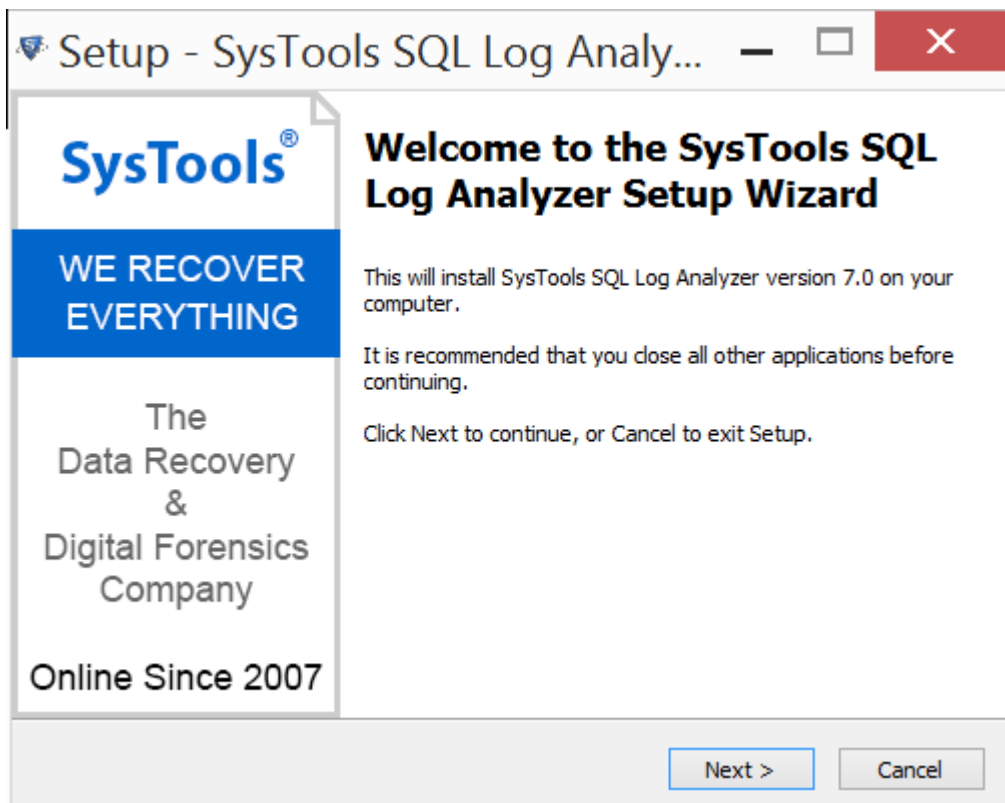 Setup - SysTools SQL Log Analy...
SysTools®
WE RECOVER
EVERYTHING
The
Data Recovery
&
Digital Forensics
Company
Online Since 2007
Welcome to the SysTools SQL
Log Analyzer Setup Wizard
This will install SysTools SQL Log Analyzer version 7.0 on your
computer.
It is recommended that you close all other applications before
continuing.
Click Next to continue, or Cancel to exit Setup.
Next >
Cancel